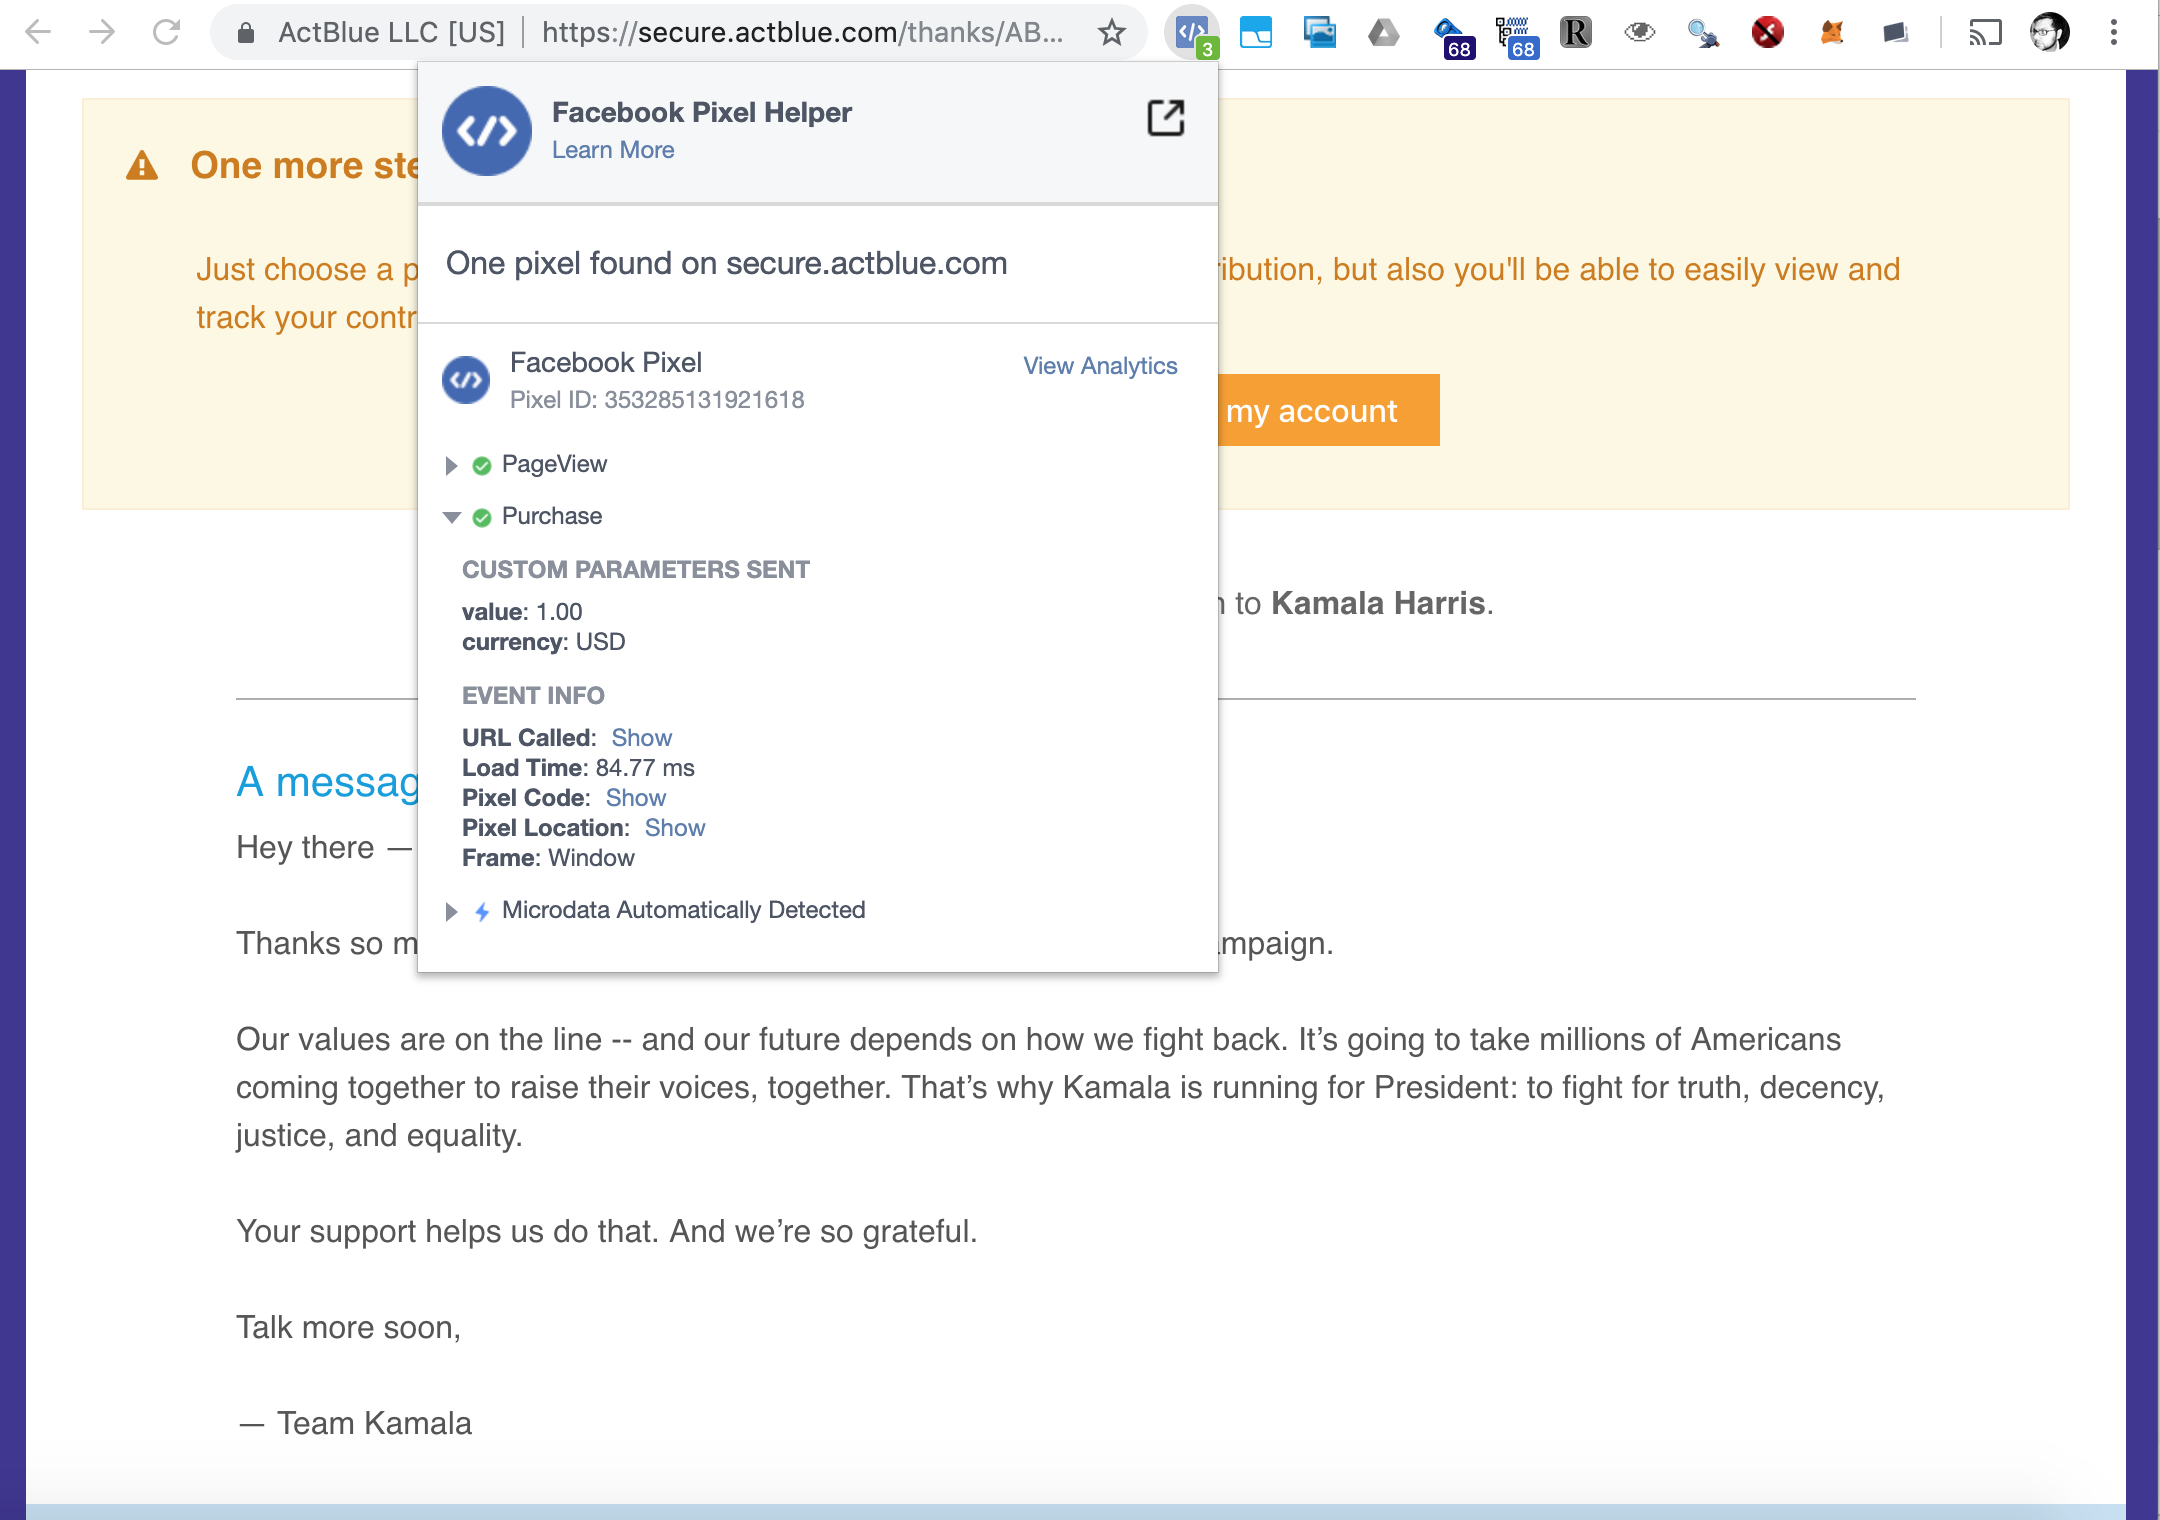 ActBlue LLC [US] https://secure.actblue.com/thanks/AB...
3
68
68
R
Facebook Pixel Helper
Learn More
One pixel found on secure.actblue.com
Facebook Pixel
View Analytics
Pixel ID: 353285131921618
PageView
Purchase
CUSTOM PARAMETERS SENT
value: 1.00
currency: USD
EVENT INFO
URL Called: Show
Load Time: 84.77 ms
Pixel Code: Show
Pixel Location: Show
Frame: Window
Microdata Automatically Detected
One more ste
Just choose a p ibution, but also you'll be able to easily view and
track your contr
my account
to Kamala Harris.
A messag
Hey there —
Thanks so m mpaign.
Our values are on the line -- and our future depends on how we fight back. It’s going to take millions of Americans
coming together to raise their voices, together. That’s why Kamala is running for President: to fight for truth, decency,
justice, and equality.
Your support helps us do that. And we’re so grateful.
Talk more soon,
— Team Kamala